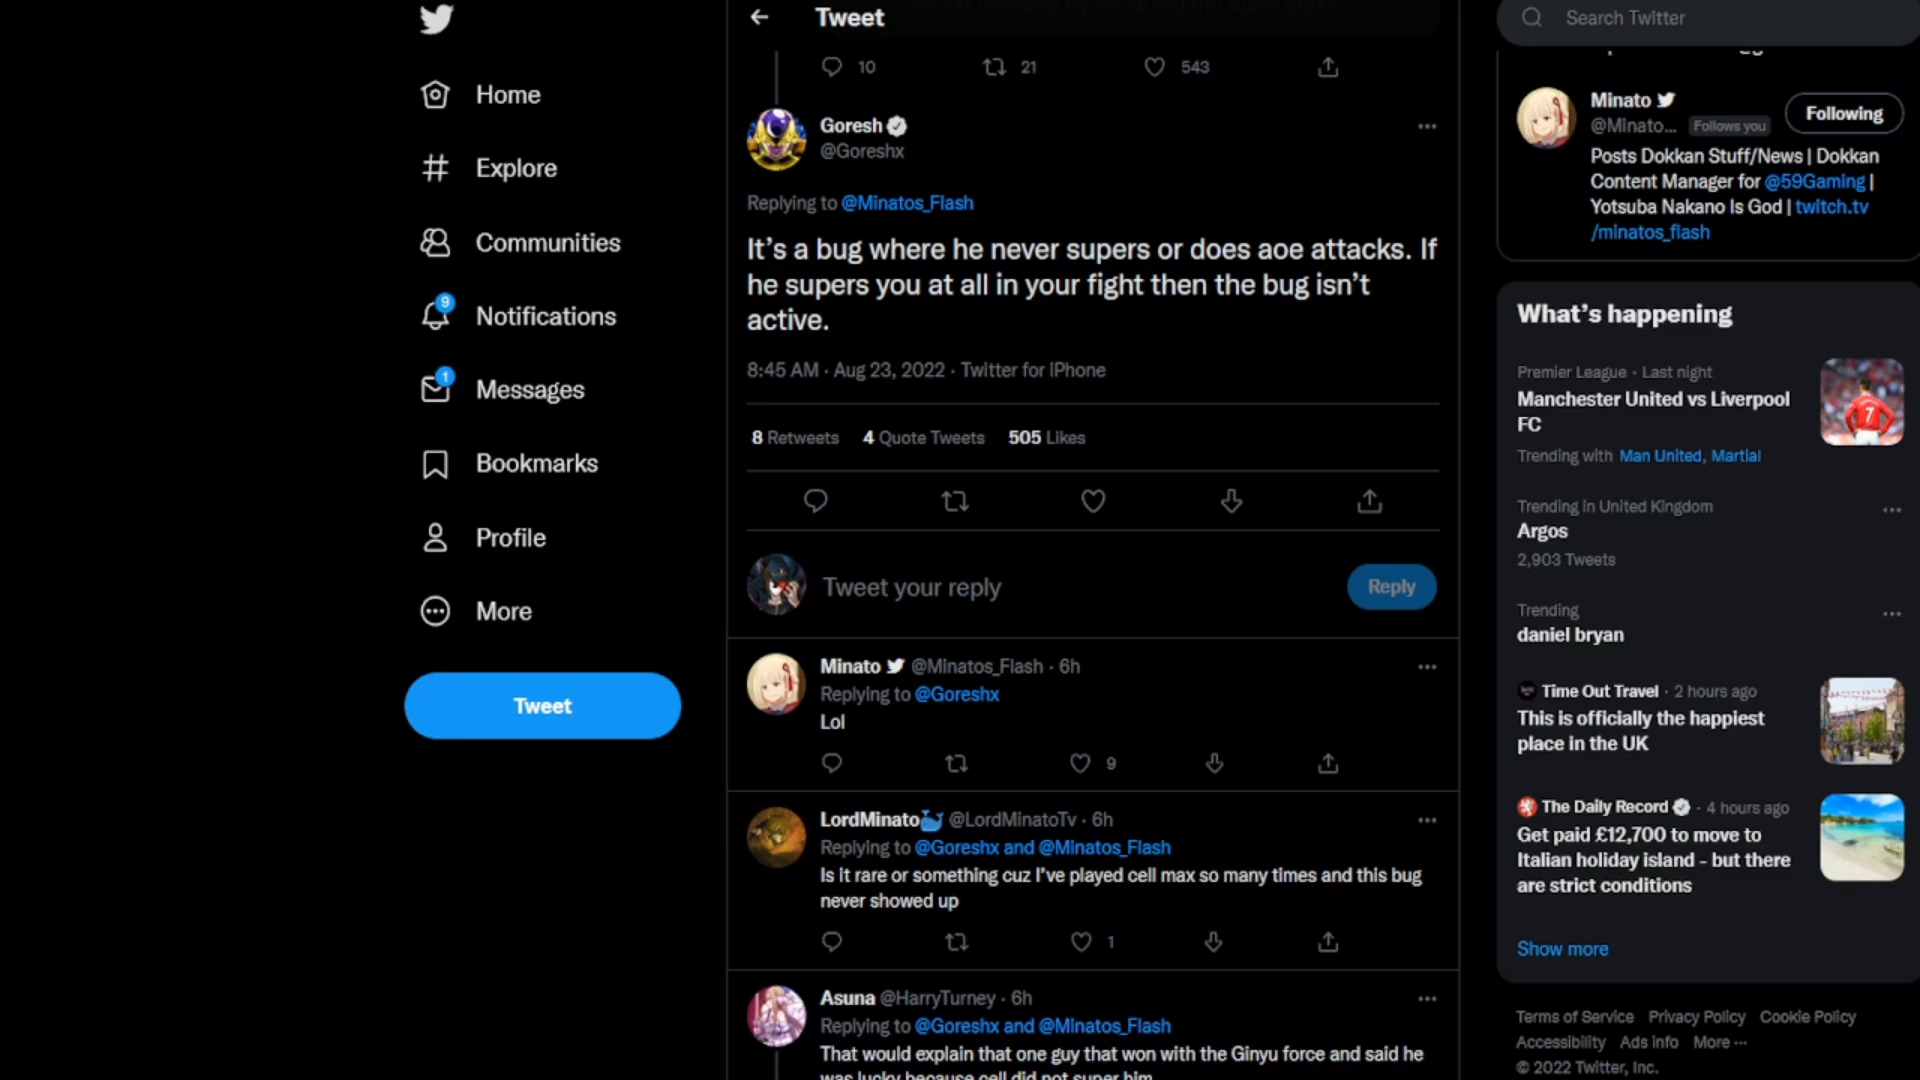 Home
Explore
Communities
9
Notifications
1
Messages
Bookmarks
Profile
More
Tweet
Tweet
10
21
543
Goresh
@Goreshx
Replying to @Minatos_Flash
It’s a bug where he never supers or does aoe attacks. If
he supers you at all in your fight then the bug isn’t
active.
8:45 AM · Aug 23, 2022 · Twitter for iPhone
8 Retweets 4 Quote Tweets 505 Likes
Tweet your reply
Reply
Minato @Minatos_Flash · 6h
Replying to @Goreshx
Lol
9
LordMinato @LordMinatoTv · 6h
Replying to @Goreshx and @Minatos_Flash
Is it rare or something cuz I’ve played cell max so many times and this bug
never showed up
1
Asuna @HarryTurney · 6h
Replying to @Goreshx and @Minatos_Flash
That would explain that one guy that won with the Ginyu force and said he
was lucky because cell did not super him
Search Twitter
Minato
@Minato... Follows you
Following
Posts Dokkan Stuff/News | Dokkan
Content Manager for @59Gaming |
Yotsuba Nakano Is God | twitch.tv
/minatos_flash
What’s happening
Premier League · Last night
Manchester United vs Liverpool
FC
Trending with Man United, Martial
7
Trending in United Kingdom
Argos
2,903 Tweets
Trending
daniel bryan
Time Out Travel · 2 hours ago
This is officially the happiest
place in the UK
The Daily Record · 4 hours ago
Get paid £12,700 to move to
Italian holiday island - but there
are strict conditions
Show more
Terms of Service Privacy Policy Cookie Policy
Accessibility Ads info More ···
© 2022 Twitter, Inc.